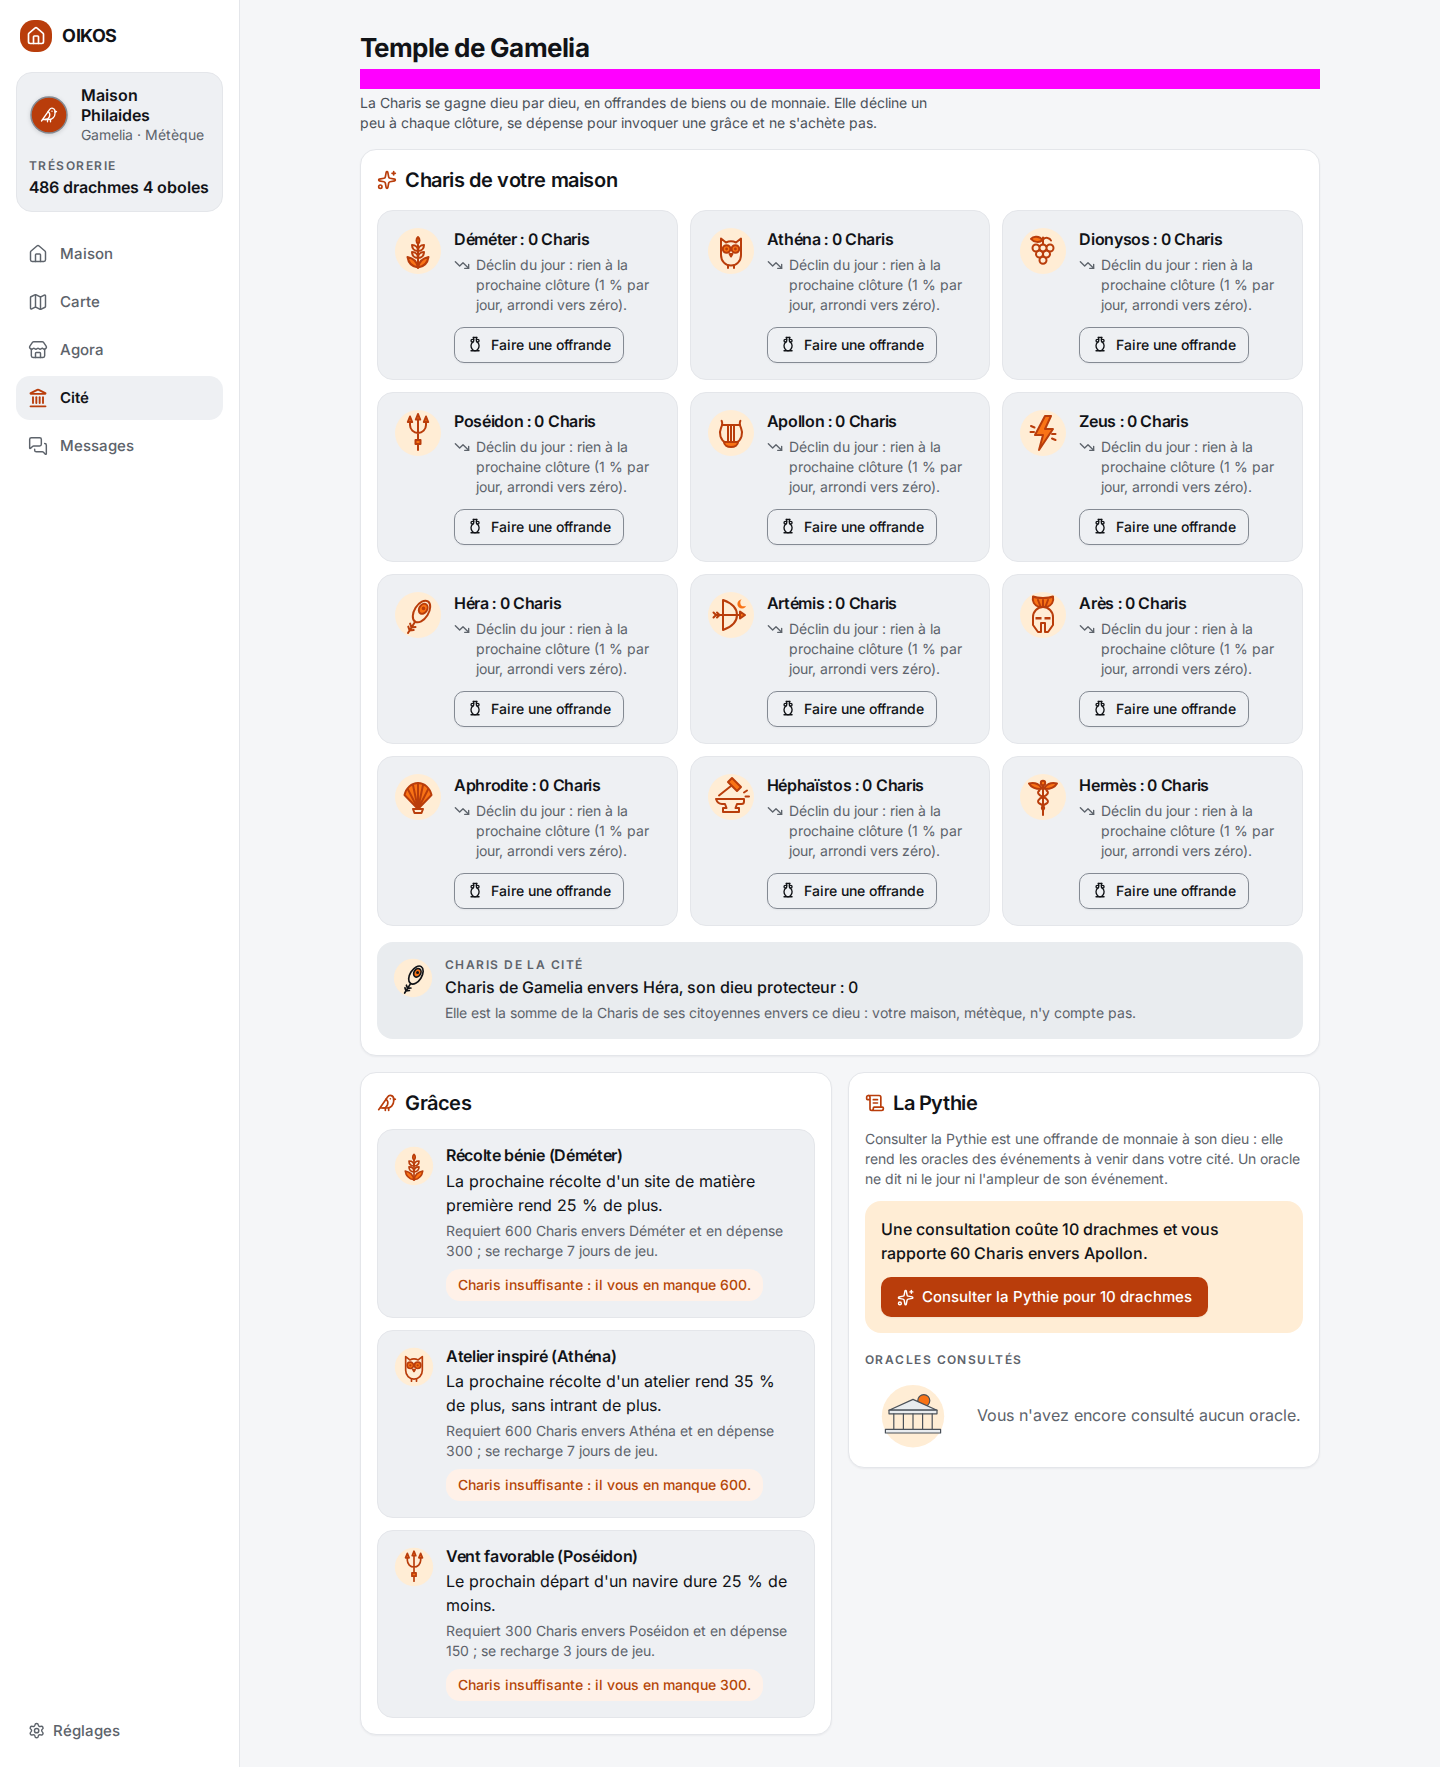 OIKOS
Maison
Philaides
Gamelia · Métèque
TRÉSORERIE
486 drachmes 4 oboles
Maison
Carte
Agora
Cité
Messages
Réglages
Temple de Gamelia
La Charis se gagne dieu par dieu, en offrandes de biens ou de monnaie. Elle décline un
peu à chaque clôture, se dépense pour invoquer une grâce et ne s'achète pas.
Charis de votre maison
Déméter : 0 Charis
Déclin du jour : rien à la
prochaine clôture (1 % par
jour, arrondi vers zéro).
Faire une offrande
Athéna : 0 Charis
Déclin du jour : rien à la
prochaine clôture (1 % par
jour, arrondi vers zéro).
Faire une offrande
Dionysos : 0 Charis
Déclin du jour : rien à la
prochaine clôture (1 % par
jour, arrondi vers zéro).
Faire une offrande
Poséidon : 0 Charis
Déclin du jour : rien à la
prochaine clôture (1 % par
jour, arrondi vers zéro).
Faire une offrande
Apollon : 0 Charis
Déclin du jour : rien à la
prochaine clôture (1 % par
jour, arrondi vers zéro).
Faire une offrande
Zeus : 0 Charis
Déclin du jour : rien à la
prochaine clôture (1 % par
jour, arrondi vers zéro).
Faire une offrande
Héra : 0 Charis
Déclin du jour : rien à la
prochaine clôture (1 % par
jour, arrondi vers zéro).
Faire une offrande
Artémis : 0 Charis
Déclin du jour : rien à la
prochaine clôture (1 % par
jour, arrondi vers zéro).
Faire une offrande
Arès : 0 Charis
Déclin du jour : rien à la
prochaine clôture (1 % par
jour, arrondi vers zéro).
Faire une offrande
Aphrodite : 0 Charis
Déclin du jour : rien à la
prochaine clôture (1 % par
jour, arrondi vers zéro).
Faire une offrande
Héphaïstos : 0 Charis
Déclin du jour : rien à la
prochaine clôture (1 % par
jour, arrondi vers zéro).
Faire une offrande
Hermès : 0 Charis
Déclin du jour : rien à la
prochaine clôture (1 % par
jour, arrondi vers zéro).
Faire une offrande
CHARIS DE LA CITÉ
Charis de Gamelia envers Héra, son dieu protecteur : 0
Elle est la somme de la Charis de ses citoyennes envers ce dieu : votre maison, métèque, n'y compte pas.
Grâces
Récolte bénie (Déméter)
La prochaine récolte d'un site de matière
première rend 25 % de plus.
Requiert 600 Charis envers Déméter et en dépense
300 ; se recharge 7 jours de jeu.
Charis insuffisante : il vous en manque 600.
Atelier inspiré (Athéna)
La prochaine récolte d'un atelier rend 35 %
de plus, sans intrant de plus.
Requiert 600 Charis envers Athéna et en dépense
300 ; se recharge 7 jours de jeu.
Charis insuffisante : il vous en manque 600.
Vent favorable (Poséidon)
Le prochain départ d'un navire dure 25 % de
moins.
Requiert 300 Charis envers Poséidon et en dépense
150 ; se recharge 3 jours de jeu.
Charis insuffisante : il vous en manque 300.
La Pythie
Consulter la Pythie est une offrande de monnaie à son dieu : elle
rend les oracles des événements à venir dans votre cité. Un oracle
ne dit ni le jour ni l'ampleur de son événement.
Une consultation coûte 10 drachmes et vous
rapporte 60 Charis envers Apollon.
Consulter la Pythie pour 10 drachmes
ORACLES CONSULTÉS
Vous n'avez encore consulté aucun oracle.